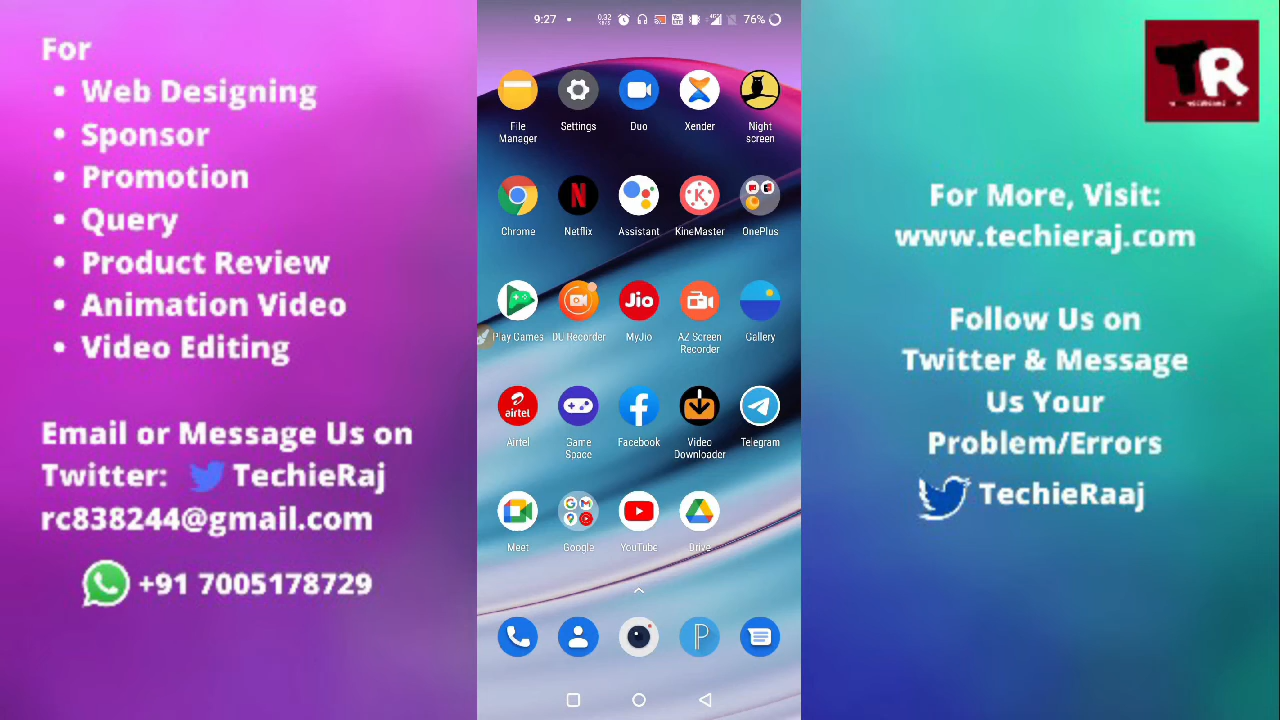 For
• Web Designing
• Sponsor
• Promotion
• Query
• Product Review
• Animation Video
• Video Editing
Email or Message Us on
Twitter: TechieRaj
rc838244@gmail.com
+91 7005178729
9:27
0.32
76%
File
Manager
Settings
Duo
Xender
Night
screen
Chrome
Netflix
Assistant
KineMaster
OnePlus
Play Games
DU Recorder
Jio
MyJio
AZ Screen
Recorder
Gallery
airtel
Airtel
Game
Space
Facebook
Video
Downloader
Telegram
Meet
Google
YouTube
Drive
TR
For More, Visit:
www.techieraj.com
Follow Us on
Twitter & Message
Us Your
Problem/Errors
TechieRaaj